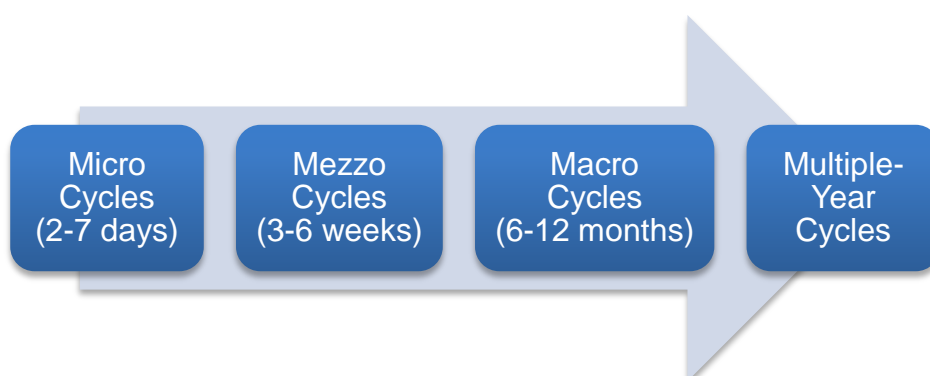 Micro
Cycles
(2-7 days)
Mezzo
Cycles
(3-6 weeks)
Macro
Cycles
(6-12 months)
Multiple-
Year
Cycles